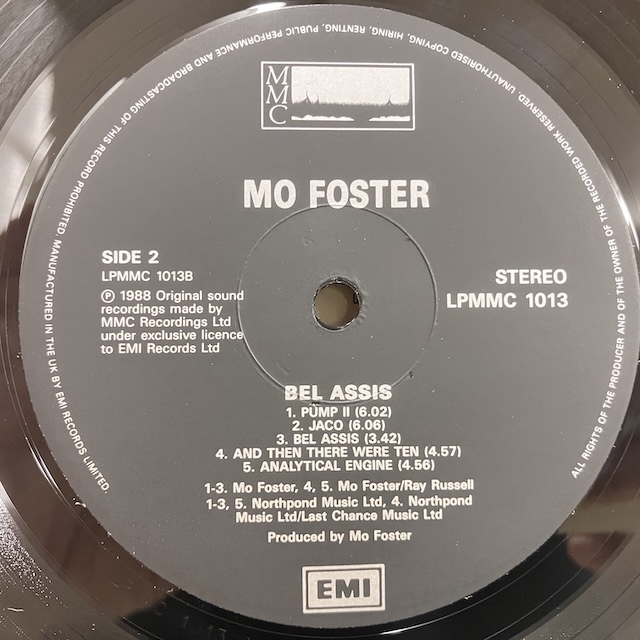 MANUFACTURED IN THE UK BY EMI RECORDS LIMITED.
ALL RIGHTS OF THE PRODUCER AND OF THE OWNER OF THE RECORDED WORK RESERVED. UNAUTHORISED COPYING, HIRING, RENTING, PUBLIC PERFORMANCE AND BROADCASTING OF THIS RECORD PROHIBITED.
MMC
MO FOSTER
SIDE 2
LPMMC 1013B
℗ 1988 Original sound
recordings made by
MMC Recordings Ltd
under exclusive licence
to EMI Records Ltd
STEREO
LPMMC 1013
BEL ASSIS
1. PUMP II (6.02)
2. JACO (6.06)
3. BEL ASSIS (3.42)
4. AND THEN THERE WERE TEN (4.57)
5. ANALYTICAL ENGINE (4.56)
1-3. Mo Foster, 4, 5. Mo Foster/Ray Russell
1-3, 5. Northpond Music Ltd, 4. Northpond
Music Ltd/Last Chance Music Ltd
Produced by Mo Foster
EMI